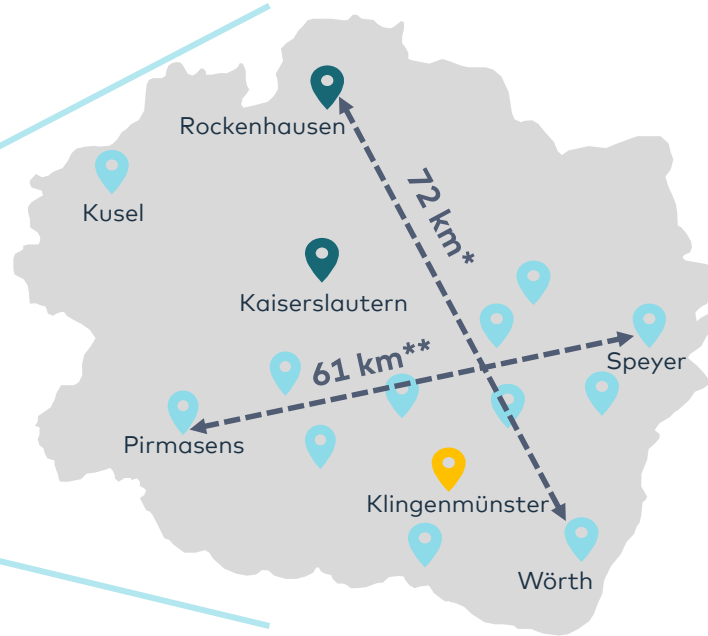 Rockenhausen
72 km*
Kusel
Kaiserslautern
61 km**
Speyer
Pirmasens
Klingenmünster
Wörth